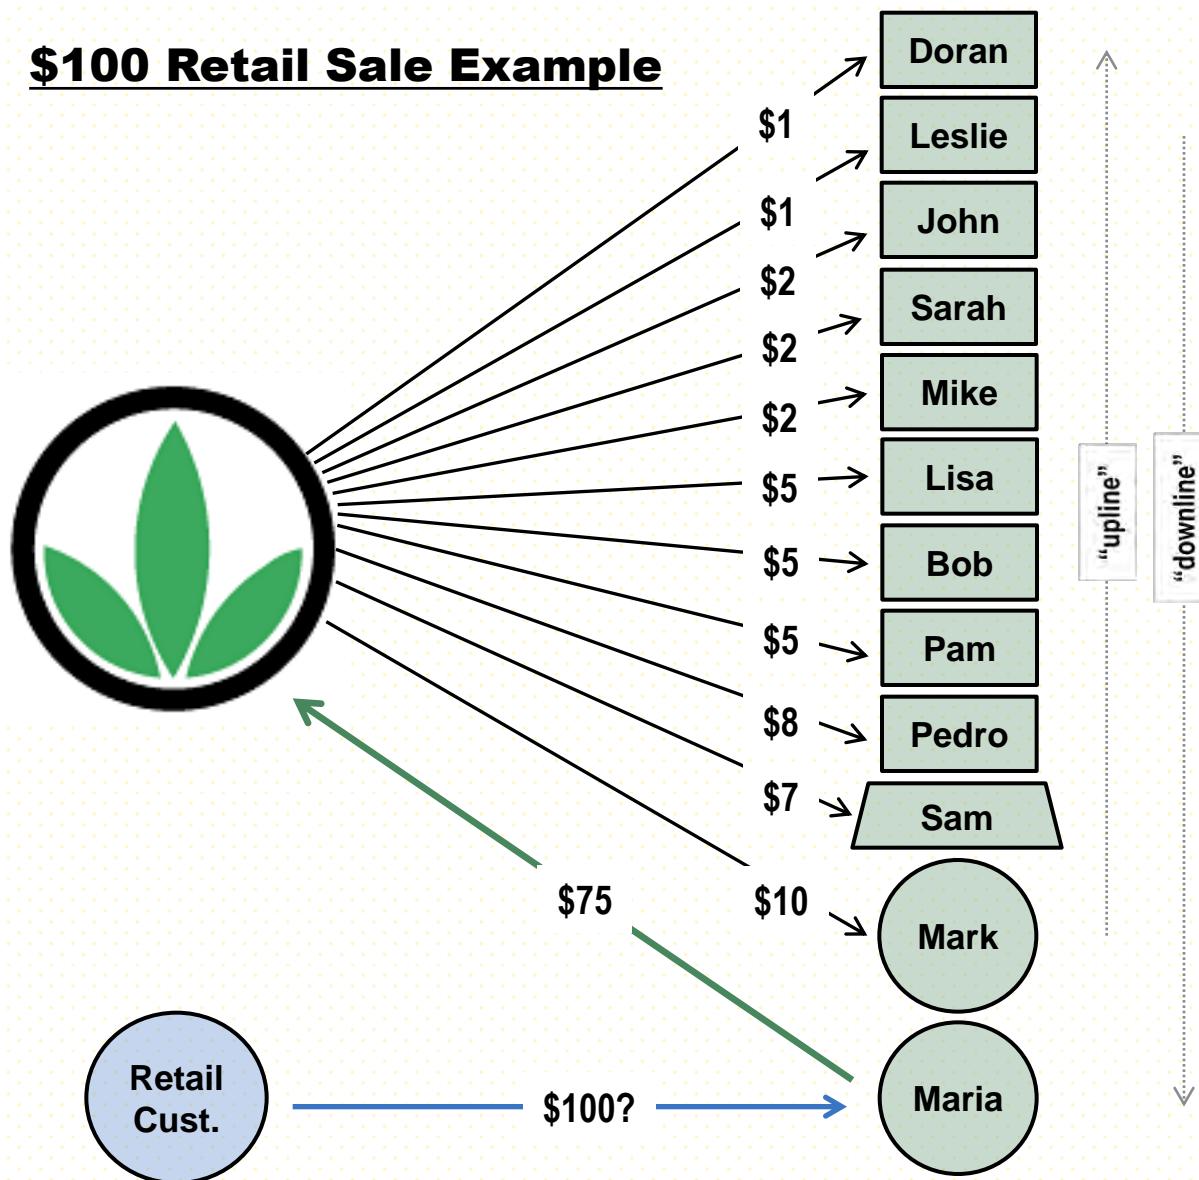 $100 Retail Sale Example
Doran
$1
Leslie
$1
John
$2
Sarah
$2
Mike
$2
Lisa
$5
Bob
$5
Pam
$5
Pedro
$8
Sam
$7
Mark
$10
$75
Maria
Retail
Cust.
$100?
“upline”
“downline”